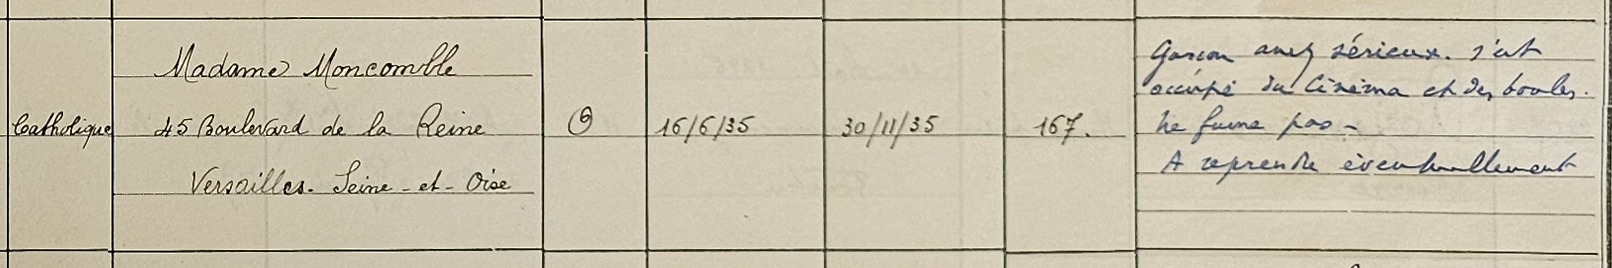 Catholique
Madame Moncomble
45 Boulevard de la Reine
Versailles. Seine-et-Oise
16/6/35
30/11/35
167.
Garçon assez sérieux. s'est
occupé du Cinéma et des boules.
Ne fume pas -
A reprendre éventuellement